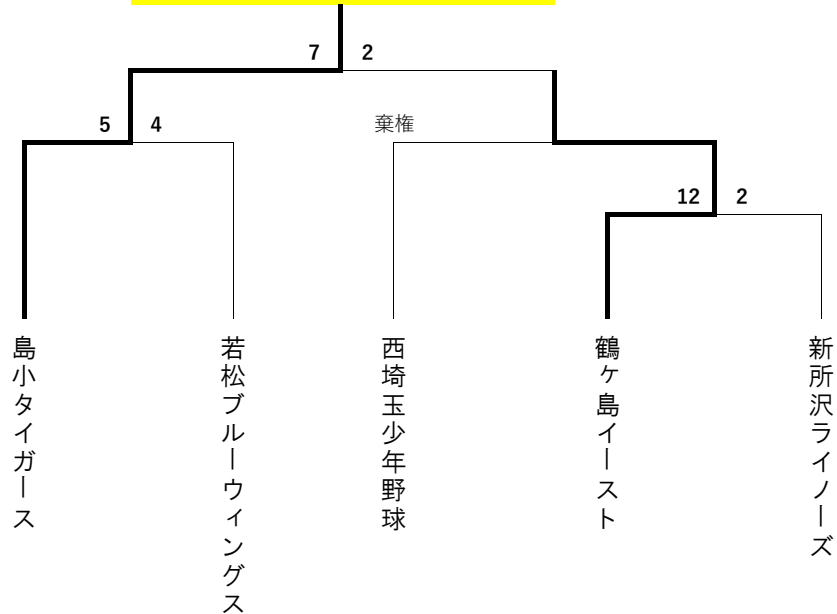 7 2
5 4
棄権
12 2
島小タイガース
若松ブルーウィングス
西埼玉少年野球
鶴ヶ島イースト
新所沢ライノーズ